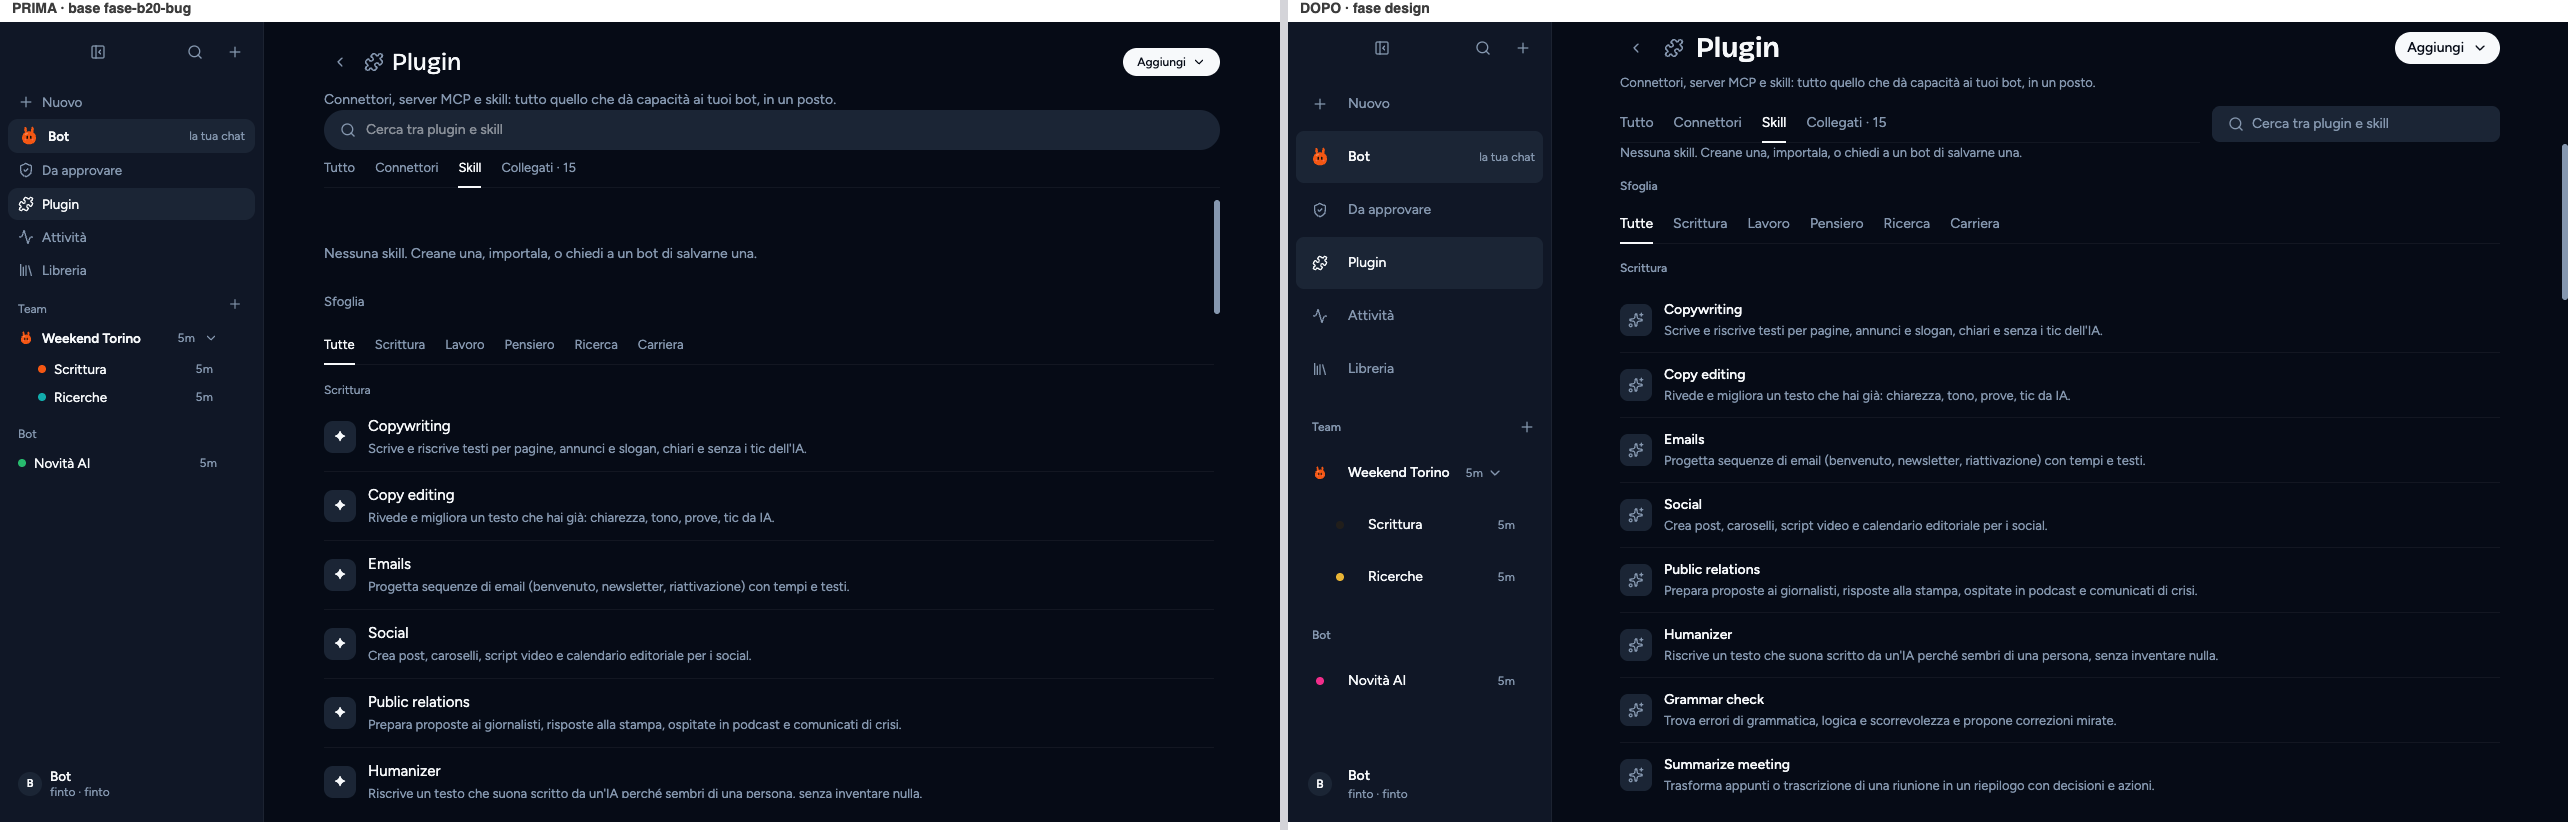 PRIMA · base fase-b20-bug
Nuovo
Bot la tua chat
Da approvare
Plugin
Attività
Libreria
Team
Weekend Torino 5m
Scrittura 5m
Ricerche 5m
Bot
Novità AI 5m
B Bot
finto · finto
Plugin
Aggiungi
Connettori, server MCP e skill: tutto quello che dà capacità ai tuoi bot, in un posto.
Cerca tra plugin e skill
Tutto Connettori Skill Collegati · 15
Nessuna skill. Creane una, importala, o chiedi a un bot di salvarne una.
Sfoglia
Tutte Scrittura Lavoro Pensiero Ricerca Carriera
Scrittura
Copywriting
Scrive e riscrive testi per pagine, annunci e slogan, chiari e senza i tic dell'IA.
Copy editing
Rivede e migliora un testo che hai già: chiarezza, tono, prove, tic da IA.
Emails
Progetta sequenze di email (benvenuto, newsletter, riattivazione) con tempi e testi.
Social
Crea post, caroselli, script video e calendario editoriale per i social.
Public relations
Prepara proposte ai giornalisti, risposte alla stampa, ospitate in podcast e comunicati di crisi.
Humanizer
Riscrive un testo che suona scritto da un'IA perché sembri di una persona, senza inventare nulla.
DOPO · fase design
Nuovo
Bot la tua chat
Da approvare
Plugin
Attività
Libreria
Team
Weekend Torino 5m
Scrittura 5m
Ricerche 5m
Bot
Novità AI 5m
B Bot
finto · finto
Plugin
Aggiungi
Connettori, server MCP e skill: tutto quello che dà capacità ai tuoi bot, in un posto.
Tutto Connettori Skill Collegati · 15
Cerca tra plugin e skill
Nessuna skill. Creane una, importala, o chiedi a un bot di salvarne una.
Sfoglia
Tutte Scrittura Lavoro Pensiero Ricerca Carriera
Scrittura
Copywriting
Scrive e riscrive testi per pagine, annunci e slogan, chiari e senza i tic dell'IA.
Copy editing
Rivede e migliora un testo che hai già: chiarezza, tono, prove, tic da IA.
Emails
Progetta sequenze di email (benvenuto, newsletter, riattivazione) con tempi e testi.
Social
Crea post, caroselli, script video e calendario editoriale per i social.
Public relations
Prepara proposte ai giornalisti, risposte alla stampa, ospitate in podcast e comunicati di crisi.
Humanizer
Riscrive un testo che suona scritto da un'IA perché sembri di una persona, senza inventare nulla.
Grammar check
Trova errori di grammatica, logica e scorrevolezza e propone correzioni mirate.
Summarize meeting
Trasforma appunti o trascrizione di una riunione in un riepilogo con decisioni e azioni.